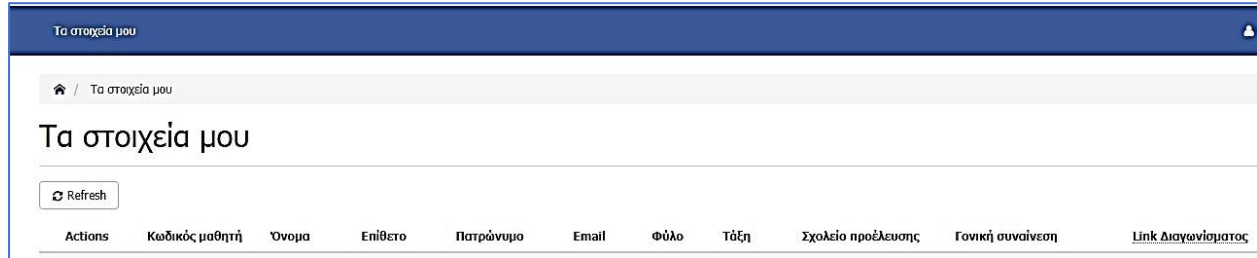 Τα στοιχεία μου
/ Τα στοιχεία μου
Τα στοιχεία μου
Refresh
Actions Κωδικός μαθητή Όνομα Επίθετο Πατρώνυμο Email Φύλο Τάξη Σχολείο προέλευσης Γονική συναίνεση Link Διαγωνίσματος